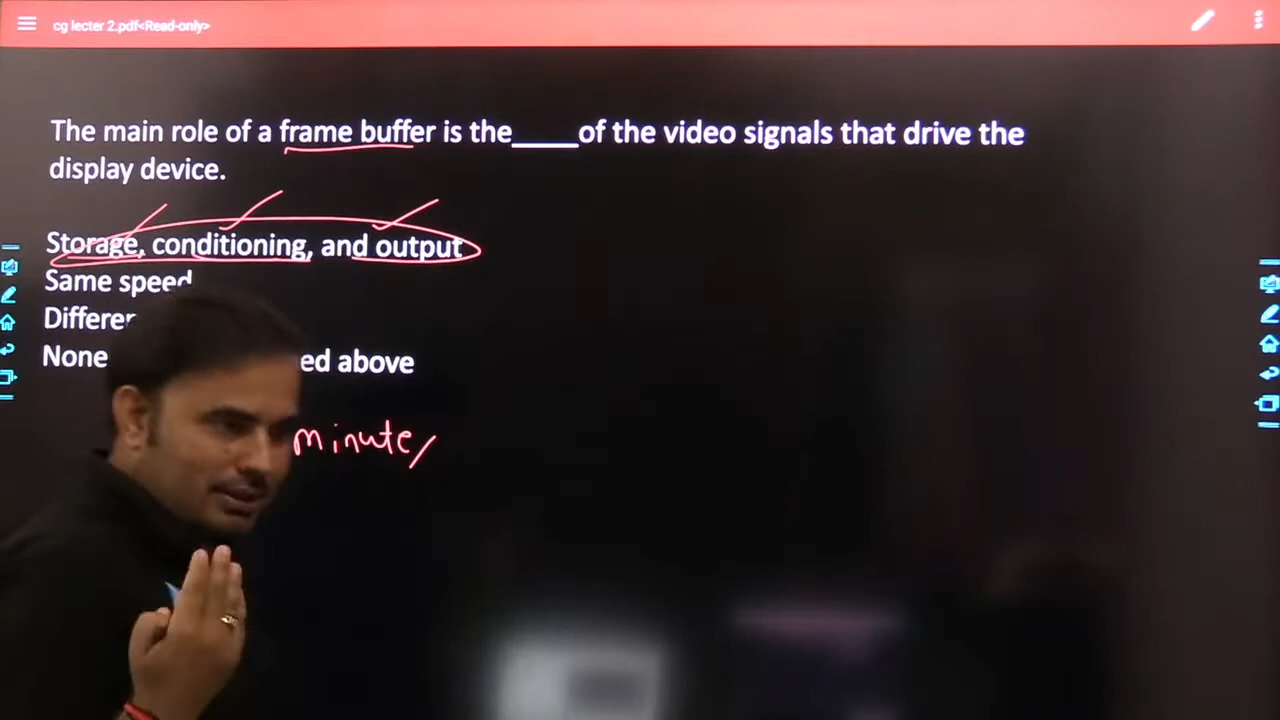 cg lecter 2.pdf<Read-only>
The main role of a frame buffer is the____of the video signals that drive the
display device.
Storage, conditioning, and output
Same speed
None ed above
minute/